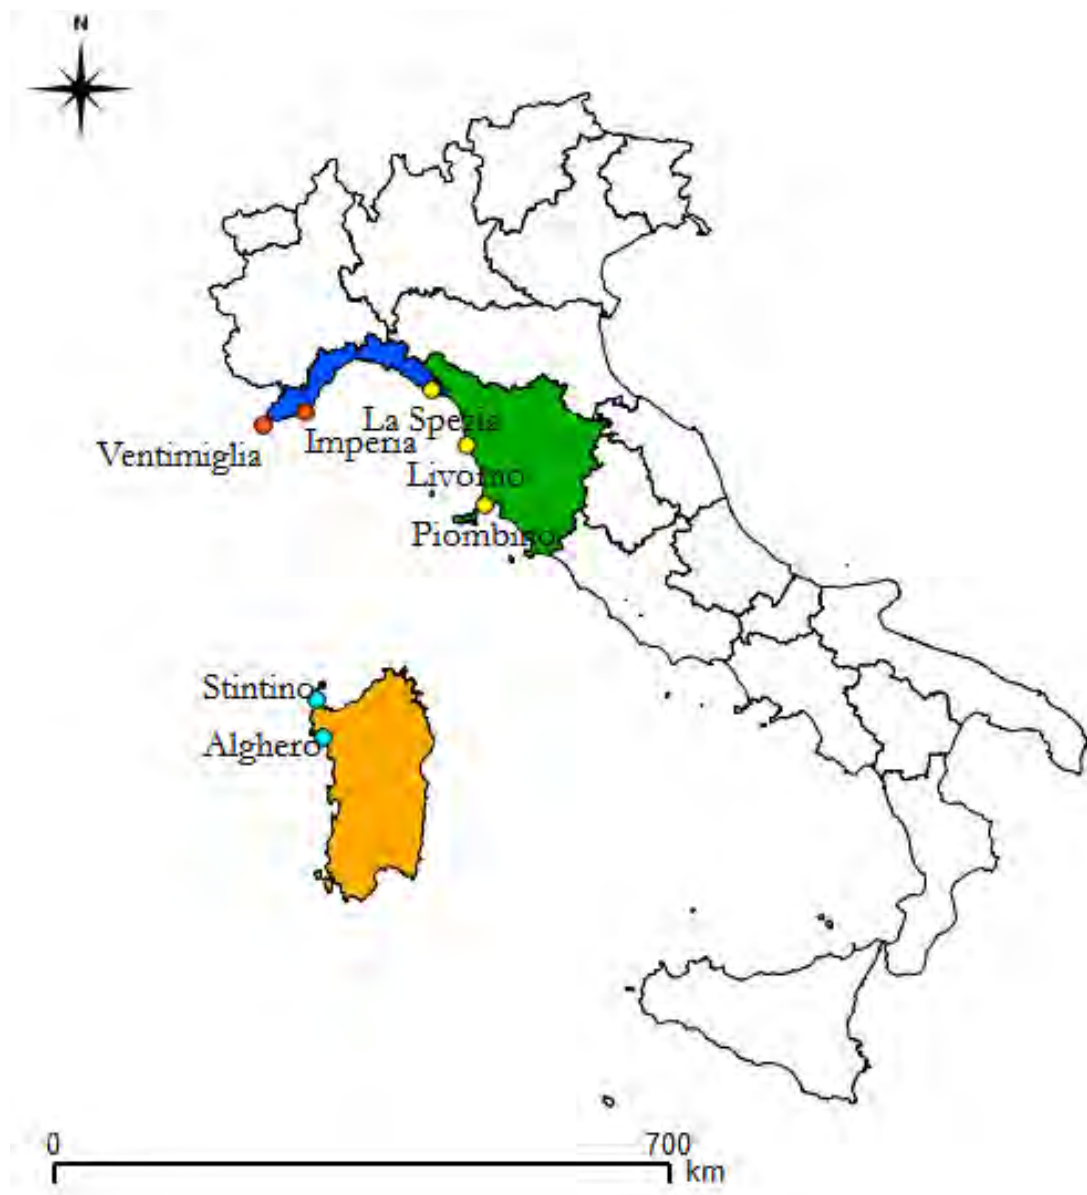 N
La Spezia
Imperia
Ventimiglia
Livorno
Piombino
Stintino
Alghero
0
700
km